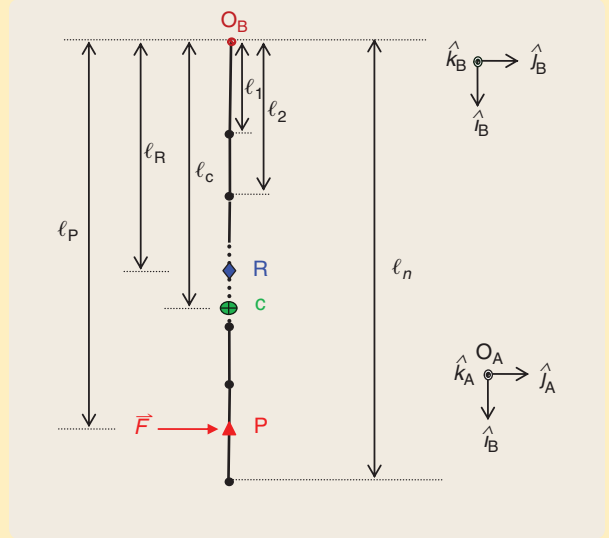 O_B
k̂_B ĵ_B
î_B
ℓ_1
ℓ_2
ℓ_R
ℓ_c
ℓ_P
R
ℓ_n
c
O_A
k̂_A ĵ_A
î_B
F⃗ P